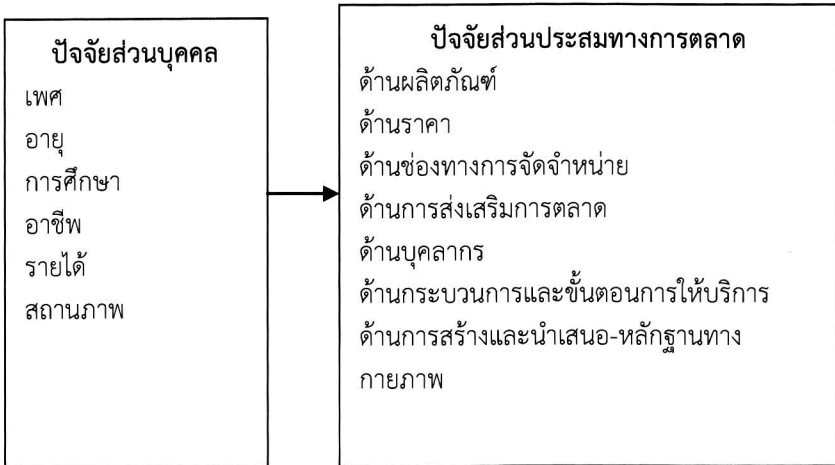 ปัจจัยส่วนบุคคล
เพศ
อายุ
การศึกษา
อาชีพ
รายได้
สถานภาพ
ปัจจัยส่วนประสมทางการตลาด
ด้านผลิตภัณฑ์
ด้านราคา
ด้านช่องทางการจัดจำหน่าย
ด้านการส่งเสริมการตลาด
ด้านบุคลากร
ด้านกระบวนการและขั้นตอนการให้บริการ
ด้านการสร้างและนำเสนอ-หลักฐานทาง
กายภาพ